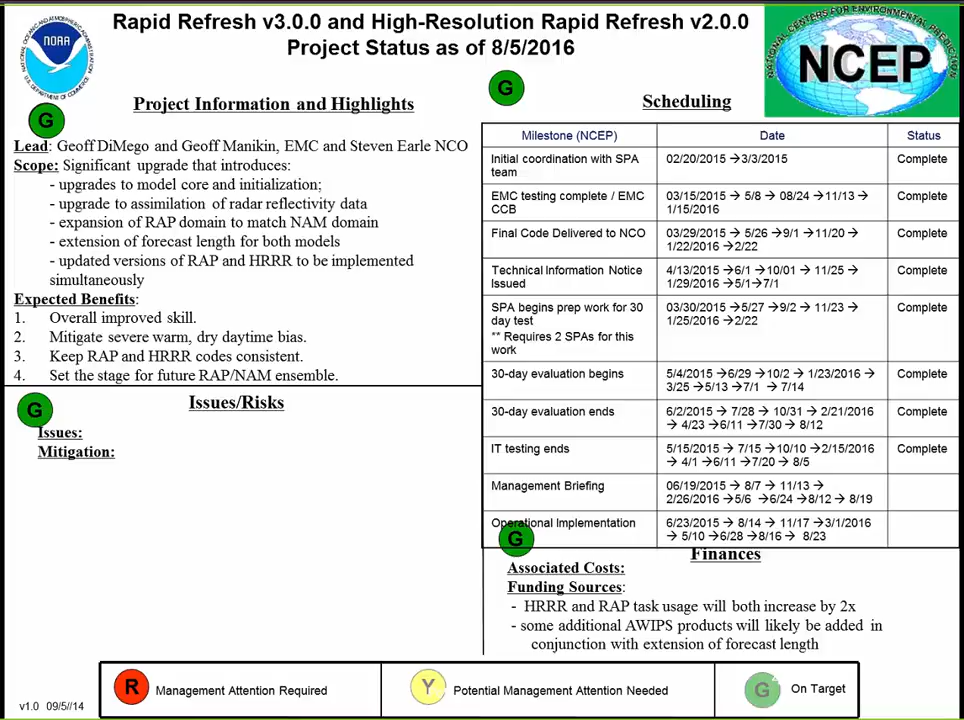 Rapid Refresh v3.0.0 and High-Resolution Rapid Refresh v2.0.0
Project Status as of 8/5/2016
NOAA
NATIONAL OCEANIC AND ATMOSPHERIC ADMINISTRATION
U.S. DEPARTMENT OF COMMERCE
NATIONAL CENTERS FOR ENVIRONMENTAL PREDICTION
NCEP
G
Project Information and Highlights
Lead: Geoff DiMego and Geoff Manikin, EMC and Steven Earle NCO
Scope: Significant upgrade that introduces:
- upgrades to model core and initialization;
- upgrade to assimilation of radar reflectivity data
- expansion of RAP domain to match NAM domain
- extension of forecast length for both models
- updated versions of RAP and HRRR to be implemented
simultaneously
Expected Benefits:
1. Overall improved skill.
2. Mitigate severe warm, dry daytime bias.
3. Keep RAP and HRRR codes consistent.
4. Set the stage for future RAP/NAM ensemble.
G
Issues/Risks
Issues:
Mitigation:
G
Scheduling
Milestone (NCEP) Date Status
Initial coordination with SPA 02/20/2015 →3/3/2015 Complete
team
EMC testing complete / EMC 03/15/2015 → 5/8 → 08/24 →11/13 → Complete
CCB 1/15/2016
Final Code Delivered to NCO 03/29/2015 → 5/26 →9/1 →11/20 → Complete
1/22/2016 →2/22
Technical Information Notice 4/13/2015 →6/1 →10/01 → 11/25 → Complete
Issued 1/29/2016 →5/1→7/1
SPA begins prep work for 30 03/30/2015 →5/27 →9/2 → 11/23 → Complete
day test 1/25/2016 →2/22
** Requires 2 SPAs for this
work
30-day evaluation begins 5/4/2015 →6/29 →10/2 → 1/23/2016 → Complete
3/25 →5/13 →7/1 → 7/14
30-day evaluation ends 6/2/2015 → 7/28 → 10/31 → 2/21/2016 Complete
→ 4/23 →6/11 →7/30 → 8/12
IT testing ends 5/15/2015 → 7/15 →10/10 →2/15/2016 Complete
→ 4/1 →6/11 →7/20 → 8/5
Management Briefing 06/19/2015 → 8/7 → 11/13 →
2/26/2016 →5/6 →6/24 →8/12 → 8/19
Operational Implementation 6/23/2015 → 8/14 → 11/17 →3/1/2016
→ 5/10 →6/28 →8/16 → 8/23
G
Finances
Associated Costs:
Funding Sources:
- HRRR and RAP task usage will both increase by 2x
- some additional AWIPS products will likely be added in
conjunction with extension of forecast length
R Management Attention Required
Y Potential Management Attention Needed
G On Target
v1.0 09/5//14